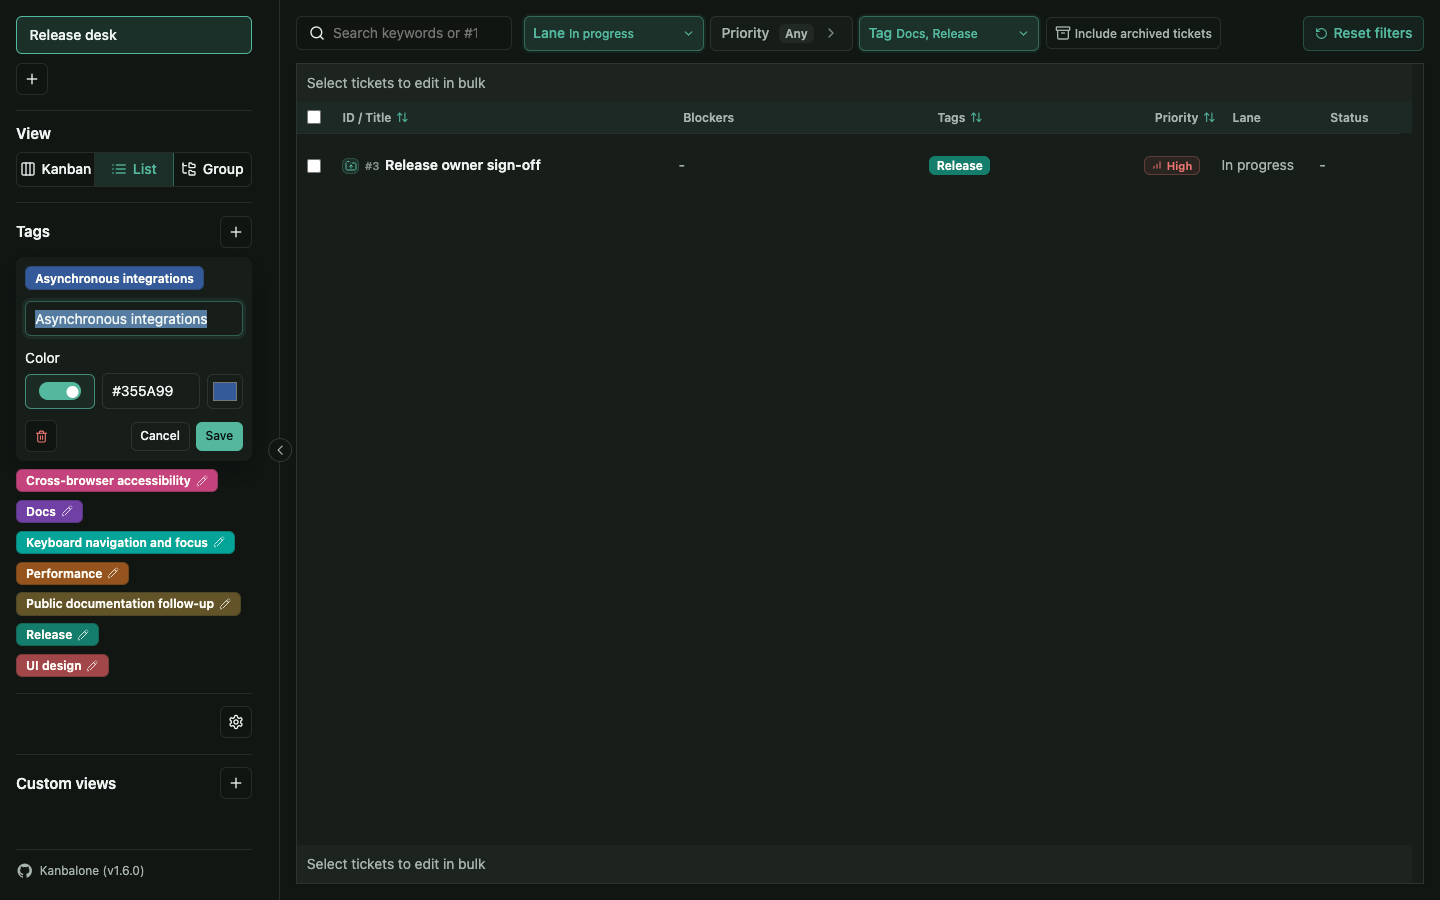 Release desk
View
Kanban
List
Group
Tags
Asynchronous integrations
Asynchronous integrations
Color
#355A99
Cancel
Save
Cross-browser accessibility
Docs
Keyboard navigation and focus
Performance
Public documentation follow-up
Release
UI design
Custom views
Kanbalone (v1.6.0)
Search keywords or #1
Lane In progress
Priority Any
Tag Docs, Release
Include archived tickets
Reset filters
Select tickets to edit in bulk
ID / Title
Blockers
Tags
Priority
Lane
Status
#3 Release owner sign-off
-
Release
High
In progress
-
Select tickets to edit in bulk